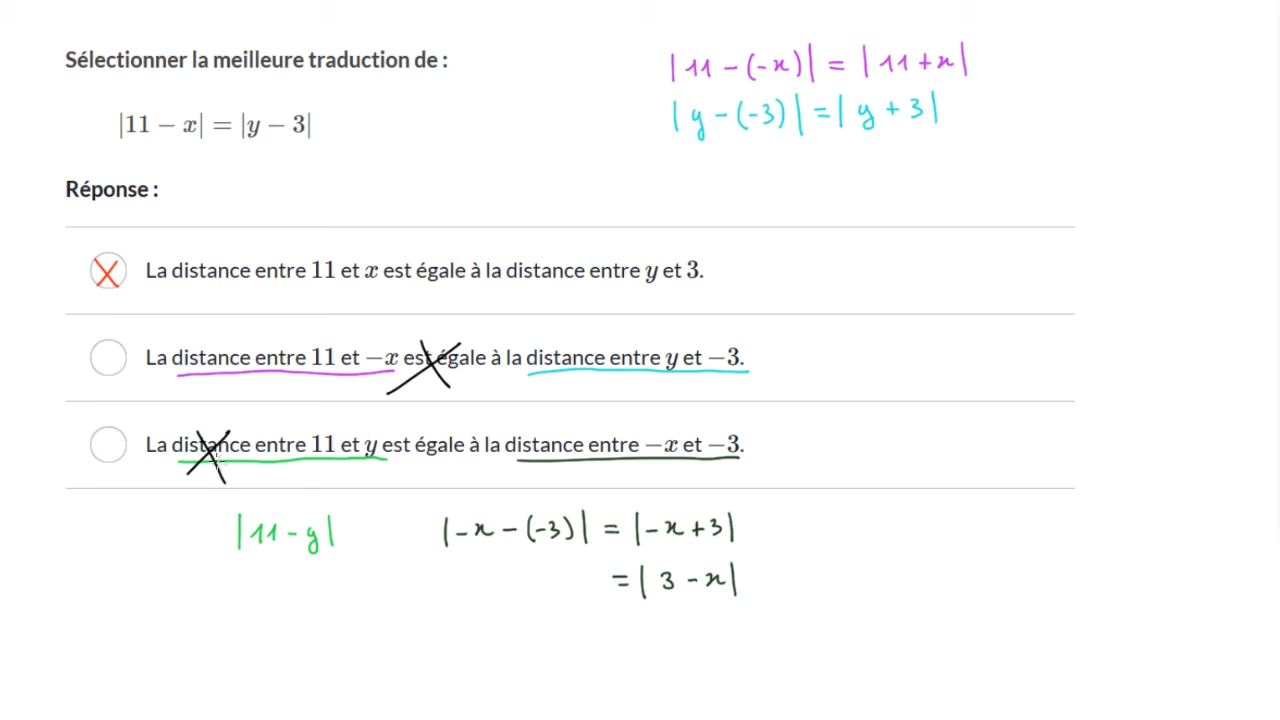 Sélectionner la meilleure traduction de :
|11 − x| = |y − 3|
|11 - (-x)| = |11 + x|
|y - (-3)| = |y + 3|
Réponse :
La distance entre 11 et x est égale à la distance entre y et 3.
La distance entre 11 et −x est égale à la distance entre y et −3.
La distance entre 11 et y est égale à la distance entre −x et −3.
|11 - y|
|-x - (-3)| = |-x + 3|
= |3 - x|